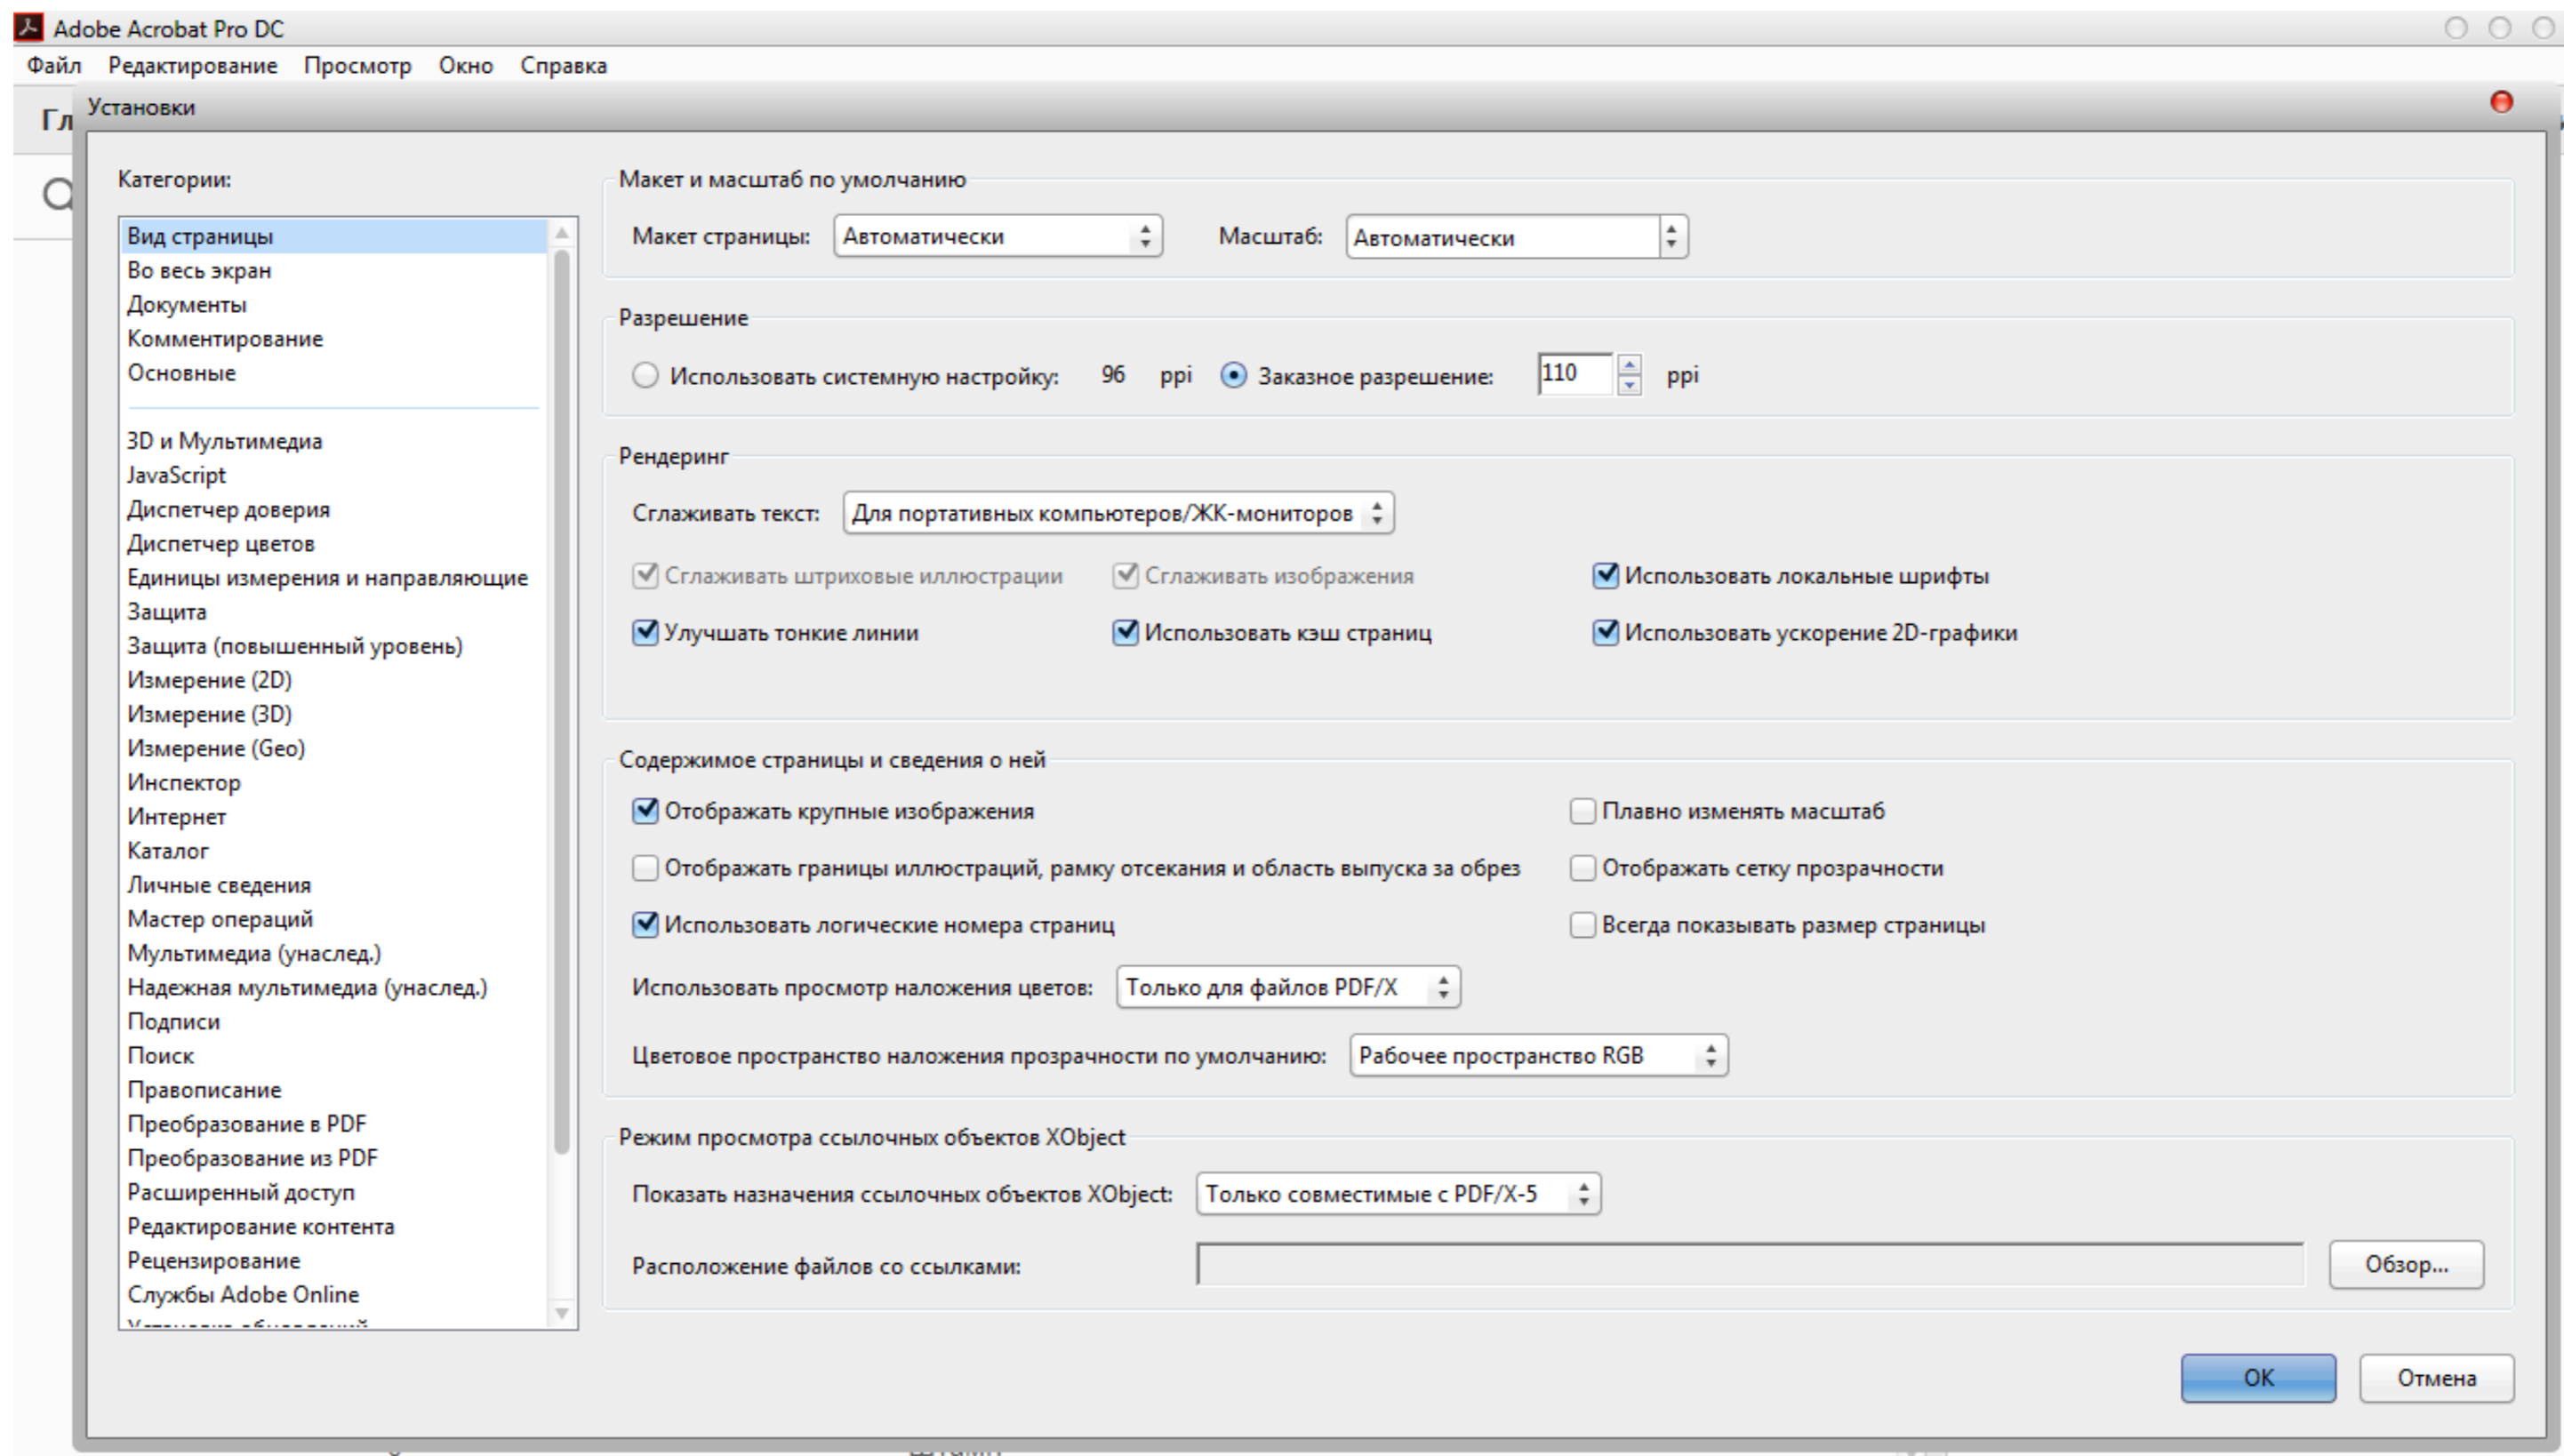 Adobe Acrobat Pro DC
Файл Редактирование Просмотр Окно Справка
Установки
Категории:
Вид страницы
Во весь экран
Документы
Комментирование
Основные
3D и Мультимедиа
JavaScript
Диспетчер доверия
Диспетчер цветов
Единицы измерения и направляющие
Защита
Защита (повышенный уровень)
Измерение (2D)
Измерение (3D)
Измерение (Geo)
Инспектор
Интернет
Каталог
Личные сведения
Мастер операций
Мультимедиа (унаслед.)
Надежная мультимедиа (унаслед.)
Подписи
Поиск
Правописание
Преобразование в PDF
Преобразование из PDF
Расширенный доступ
Редактирование контента
Рецензирование
Службы Adobe Online
Макет и масштаб по умолчанию
Макет страницы: Автоматически Масштаб: Автоматически
Разрешение
Использовать системную настройку: 96 ppi Заказное разрешение: 110 ppi
Рендеринг
Сглаживать текст: Для портативных компьютеров/ЖК-мониторов
Сглаживать штриховые иллюстрации Сглаживать изображения Использовать локальные шрифты
Улучшать тонкие линии Использовать кэш страниц Использовать ускорение 2D-графики
Содержимое страницы и сведения о ней
Отображать крупные изображения Плавно изменять масштаб
Отображать границы иллюстраций, рамку отсекания и область выпуска за обрез Отображать сетку прозрачности
Использовать логические номера страниц Всегда показывать размер страницы
Использовать просмотр наложения цветов: Только для файлов PDF/X
Цветовое пространство наложения прозрачности по умолчанию: Рабочее пространство RGB
Режим просмотра ссылочных объектов XObject
Показать назначения ссылочных объектов XObject: Только совместимые с PDF/X-5
Расположение файлов со ссылками: Обзор...
OK Отмена